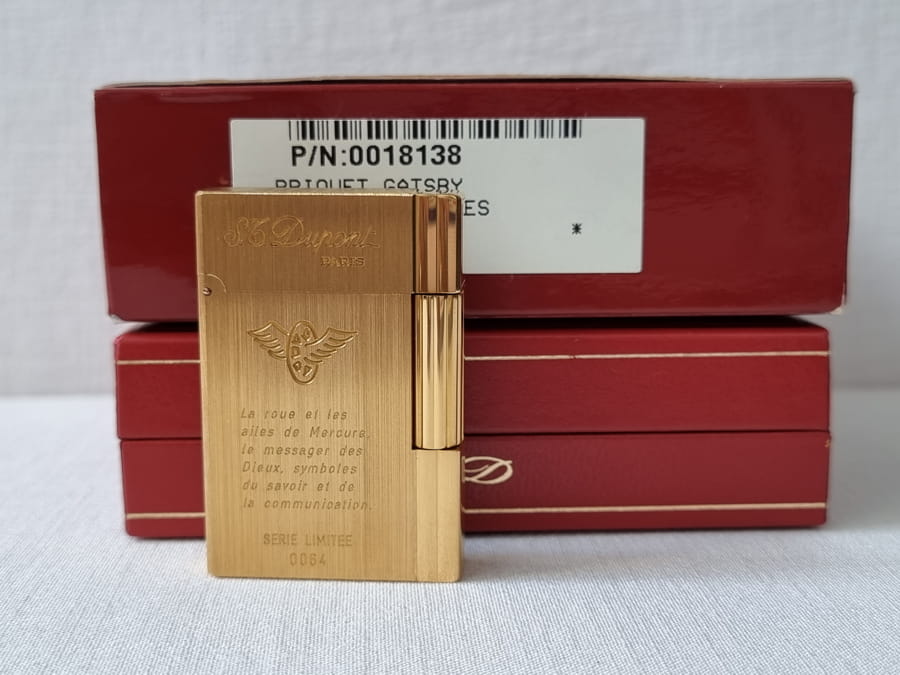 P/N:0018138
BRIQUET GATSBY
ES
S.T. Dupont
PARIS
La roue et les
ailes de Mercure,
le messager des
Dieux, symboles
du savoir et de
la communication.
SERIE LIMITEE
0064
D